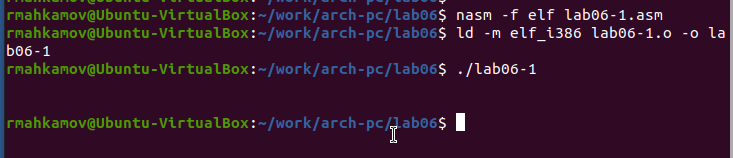 rmahkamov@Ubuntu-VirtualBox:~/work/arch-pc/lab06$ nasm -f elf lab06-1.asm
rmahkamov@Ubuntu-VirtualBox:~/work/arch-pc/lab06$ ld -m elf_i386 lab06-1.o -o la
b06-1
rmahkamov@Ubuntu-VirtualBox:~/work/arch-pc/lab06$ ./lab06-1
rmahkamov@Ubuntu-VirtualBox:~/work/arch-pc/lab06$